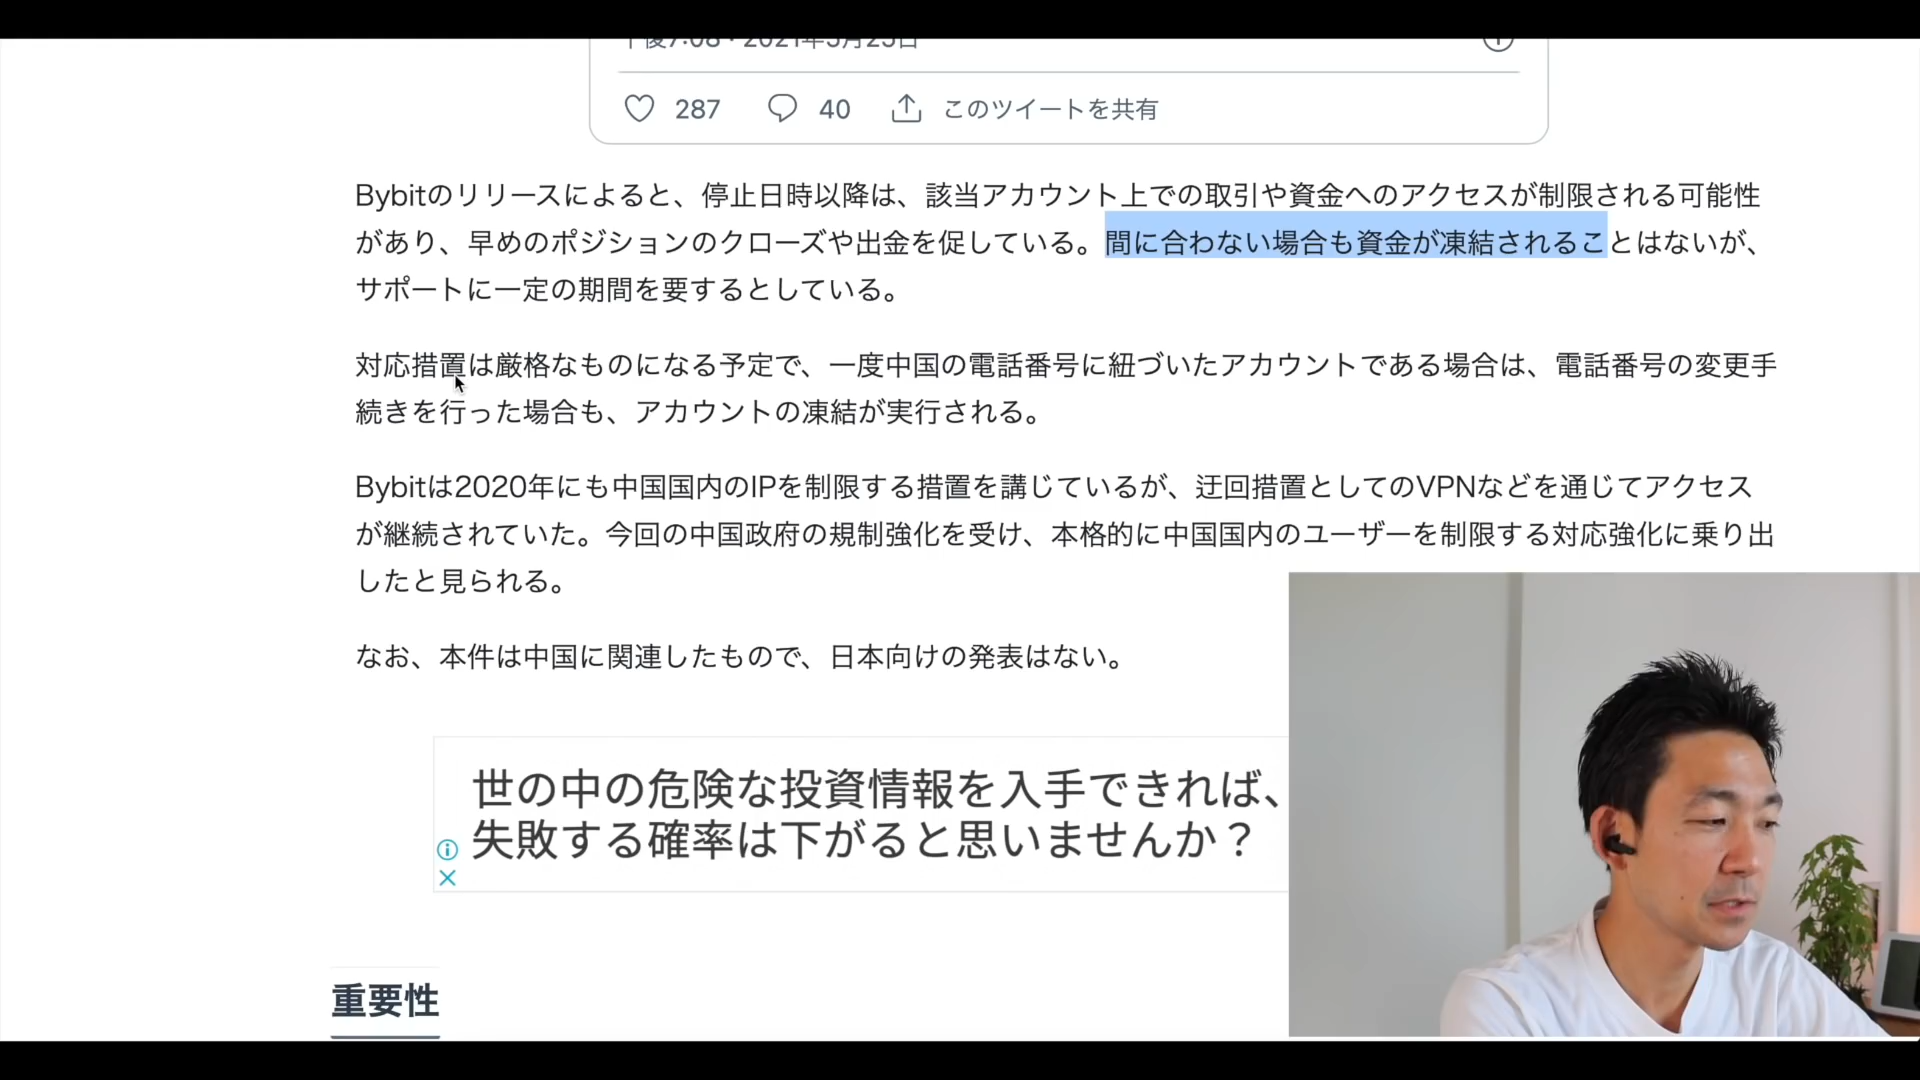 午後7:08 · 2021年5月25日
287 40 このツイートを共有
Bybitのリリースによると、停止日時以降は、該当アカウント上での取引や資金へのアクセスが制限される可能性
があり、早めのポジションのクローズや出金を促している。間に合わない場合も資金が凍結されることはないが、
サポートに一定の期間を要するとしている。
対応措置は厳格なものになる予定で、一度中国の電話番号に紐づいたアカウントである場合は、電話番号の変更手
続きを行った場合も、アカウントの凍結が実行される。
Bybitは2020年にも中国国内のIPを制限する措置を講じているが、迂回措置としてのVPNなどを通じてアクセス
が継続されていた。今回の中国政府の規制強化を受け、本格的に中国国内のユーザーを制限する対応強化に乗り出
したと見られる。
なお、本件は中国に関連したもので、日本向けの発表はない。
世の中の危険な投資情報を入手できれば、
失敗する確率は下がると思いませんか？
重要性